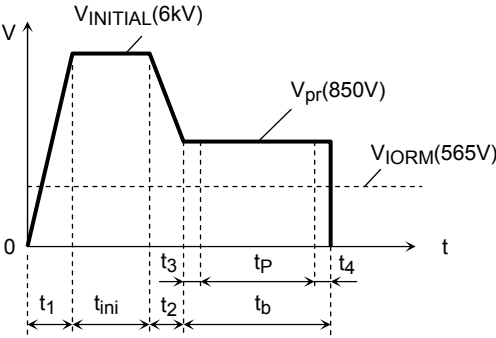 VINITIAL(6kV)
V
Vpr(850V)
VIORM(565V)
0
t
t3 tP t4
t1 tini t2 tb